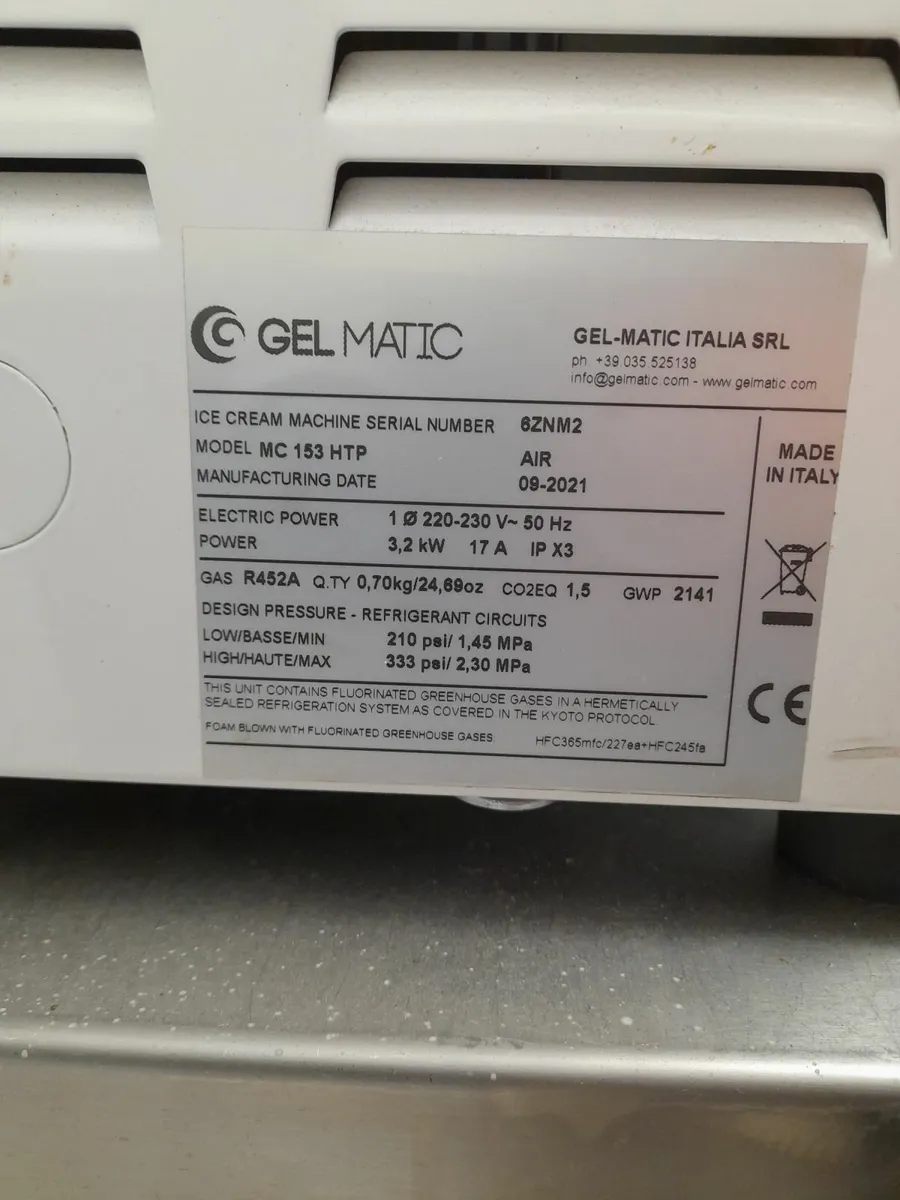 GEL MATIC
GEL-MATIC ITALIA SRL
ph. +39 035 525138
info@gelmatic.com - www.gelmatic.com
ICE CREAM MACHINE SERIAL NUMBER 6ZNM2
MODEL MC 153 HTP AIR
MANUFACTURING DATE 09-2021
MADE
IN ITALY
ELECTRIC POWER 1 Ø 220-230 V~ 50 Hz
POWER 3,2 kW 17 A IP X3
GAS R452A Q.TY 0,70kg/24,69oz CO2EQ 1,5 GWP 2141
DESIGN PRESSURE - REFRIGERANT CIRCUITS
LOW/BASSE/MIN 210 psi/ 1,45 MPa
HIGH/HAUTE/MAX 333 psi/ 2,30 MPa
THIS UNIT CONTAINS FLUORINATED GREENHOUSE GASES IN A HERMETICALLY
SEALED REFRIGERATION SYSTEM AS COVERED IN THE KYOTO PROTOCOL
FOAM BLOWN WITH FLUORINATED GREENHOUSE GASES: HFC365mfc/227ea+HFC245fa
CE